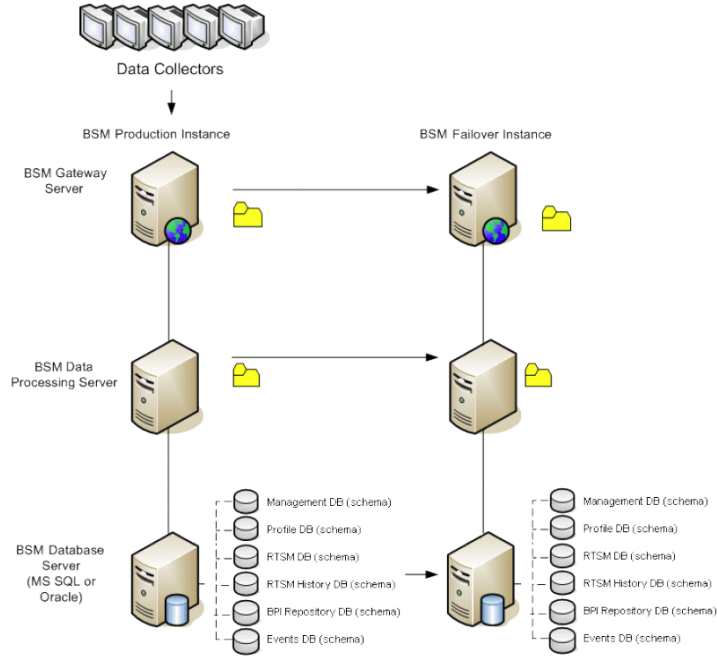 Data Collectors
BSM Production Instance
BSM Failover Instance
BSM Gateway
Server
BSM Data
Processing Server
BSM Database
Server
(MS SQL or
Oracle)
Management DB (schema)
Profile DB (schema)
RTSM DB (schema)
RTSM History DB (schema)
BPI Repository DB (schema)
Events DB (schema)
Management DB (schema)
Profile DB (schema)
RTSM DB (schema)
RTSM History DB (schema)
BPI Repository DB (schema)
Events DB (schema)